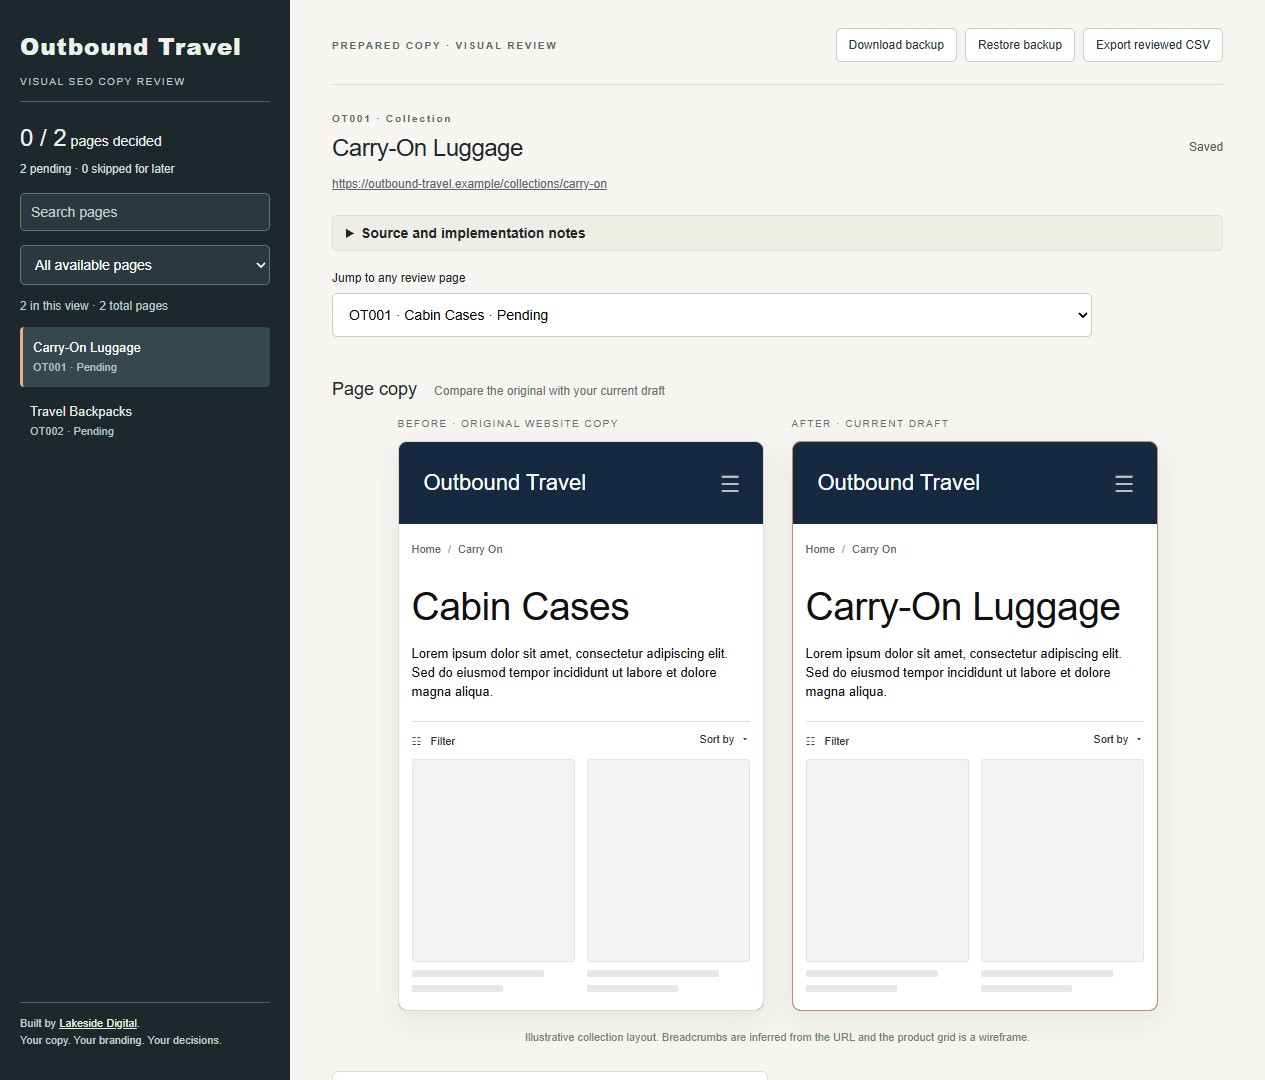 Outbound Travel
VISUAL SEO COPY REVIEW
0 / 2 pages decided
2 pending · 0 skipped for later
Search pages
All available pages
2 in this view · 2 total pages
Carry-On Luggage
OT001 · Pending
Travel Backpacks
OT002 · Pending
Built by Lakeside Digital.
Your copy. Your branding. Your decisions.
PREPARED COPY · VISUAL REVIEW
Download backup
Restore backup
Export reviewed CSV
OT001 · Collection
Carry-On Luggage
Saved
https://outbound-travel.example/collections/carry-on
Source and implementation notes
Jump to any review page
OT001 · Cabin Cases · Pending
Page copy
Compare the original with your current draft
BEFORE · ORIGINAL WEBSITE COPY
Outbound Travel
Home / Carry On
Cabin Cases
Lorem ipsum dolor sit amet, consectetur adipiscing elit.
Sed do eiusmod tempor incididunt ut labore et dolore
magna aliqua.
Filter
Sort by
AFTER · CURRENT DRAFT
Outbound Travel
Home / Carry On
Carry-On Luggage
Lorem ipsum dolor sit amet, consectetur adipiscing elit.
Sed do eiusmod tempor incididunt ut labore et dolore
magna aliqua.
Filter
Sort by
Illustrative collection layout. Breadcrumbs are inferred from the URL and the product grid is a wireframe.